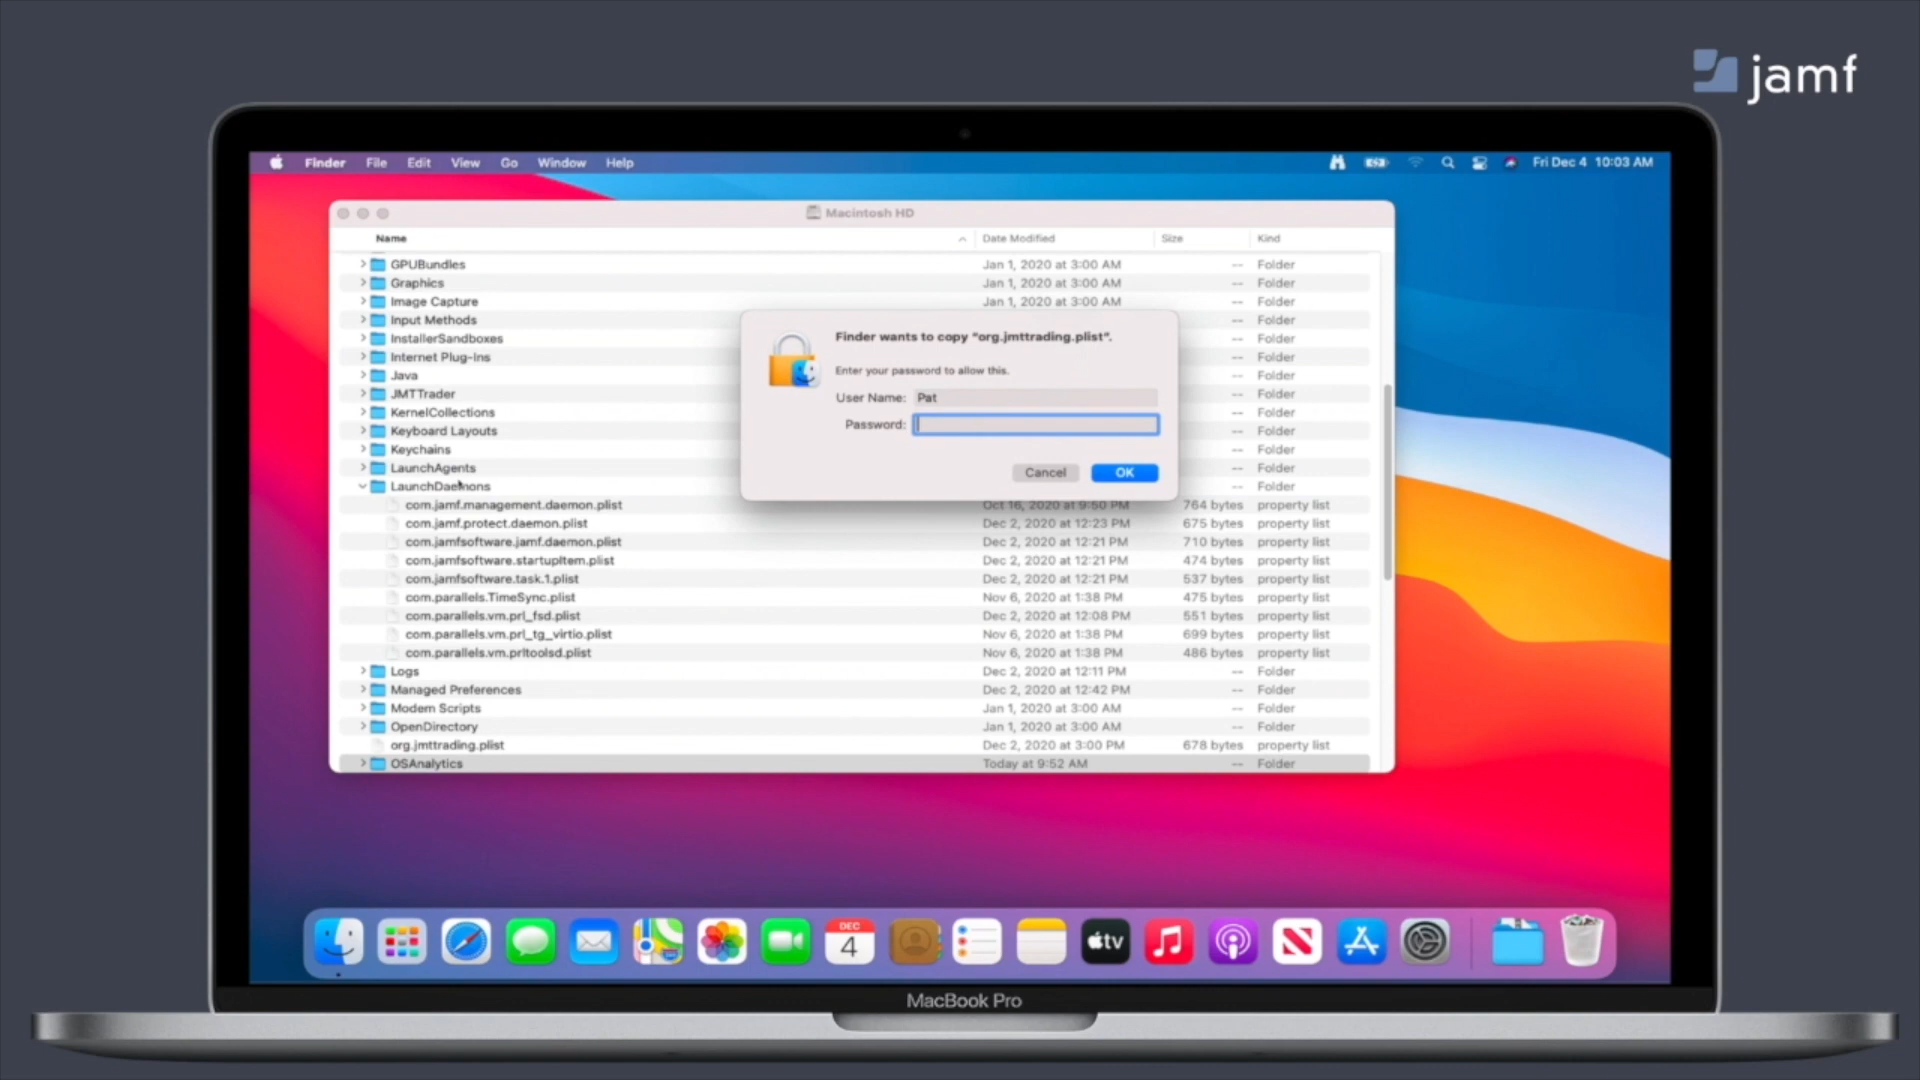 jamf
Finder File Edit View Go Window Help Fri Dec 4 10:03 AM
Macintosh HD
Name Date Modified Size Kind
GPUBundles Jan 1, 2020 at 3:00 AM -- Folder
Graphics Jan 1, 2020 at 3:00 AM -- Folder
Image Capture Jan 1, 2020 at 3:00 AM -- Folder
Input Methods -- Folder
InstallerSandboxes -- Folder
Internet Plug-Ins -- Folder
Java -- Folder
JMTTrader -- Folder
KernelCollections -- Folder
Keyboard Layouts -- Folder
Keychains -- Folder
LaunchAgents -- Folder
LaunchDaemons -- Folder
Finder wants to copy “org.jmttrading.plist”.
Enter your password to allow this.
User Name: Pat
Password:
Cancel OK
com.jamf.management.daemon.plist Oct 16, 2020 at 9:50 PM 764 bytes property list
com.jamf.protect.daemon.plist Dec 2, 2020 at 12:23 PM 675 bytes property list
com.jamfsoftware.jamf.daemon.plist Dec 2, 2020 at 12:21 PM 710 bytes property list
com.jamfsoftware.startupItem.plist Dec 2, 2020 at 12:21 PM 474 bytes property list
com.jamfsoftware.task.1.plist Dec 2, 2020 at 12:21 PM 537 bytes property list
com.parallels.TimeSync.plist Nov 6, 2020 at 1:38 PM 475 bytes property list
com.parallels.vm.prl_fsd.plist Dec 2, 2020 at 12:08 PM 551 bytes property list
com.parallels.vm.prl_tg_virtio.plist Nov 6, 2020 at 1:38 PM 699 bytes property list
com.parallels.vm.prltoolsd.plist Nov 6, 2020 at 1:38 PM 486 bytes property list
Logs Dec 2, 2020 at 12:11 PM -- Folder
Managed Preferences Dec 2, 2020 at 12:42 PM -- Folder
Modem Scripts Jan 1, 2020 at 3:00 AM -- Folder
OpenDirectory Jan 1, 2020 at 3:00 AM -- Folder
org.jmttrading.plist Dec 2, 2020 at 3:00 PM 678 bytes property list
OSAnalytics Today at 9:52 AM -- Folder
DEC
4
tv
MacBook Pro